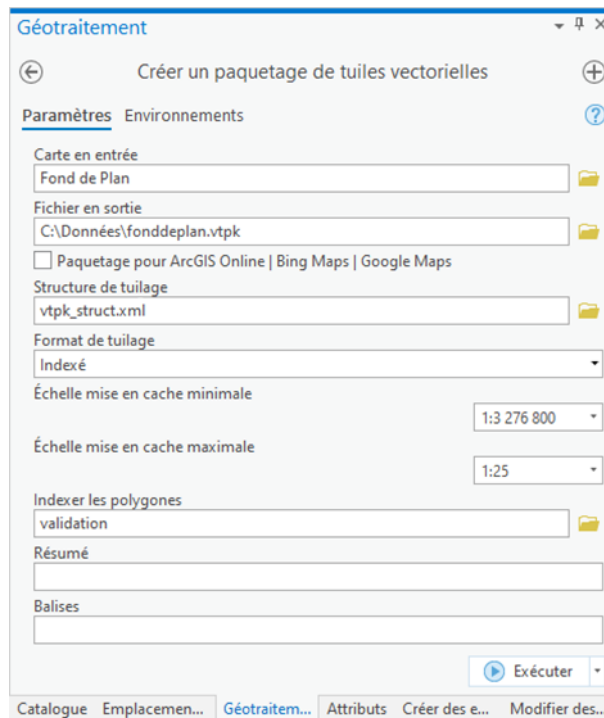 Géotraitement
Créer un paquetage de tuiles vectorielles
Paramètres Environnements
Carte en entrée
Fond de Plan
Fichier en sortie
C:\Données\fonddeplan.vtpk
Paquetage pour ArcGIS Online | Bing Maps | Google Maps
Structure de tuilage
vtpk_struct.xml
Format de tuilage
Indexé
Échelle mise en cache minimale
1:3 276 800
Échelle mise en cache maximale
1:25
Indexer les polygones
validation
Résumé
Balises
Exécuter
Catalogue Emplacemen... Géotraitem... Attributs Créer des e... Modifier des...